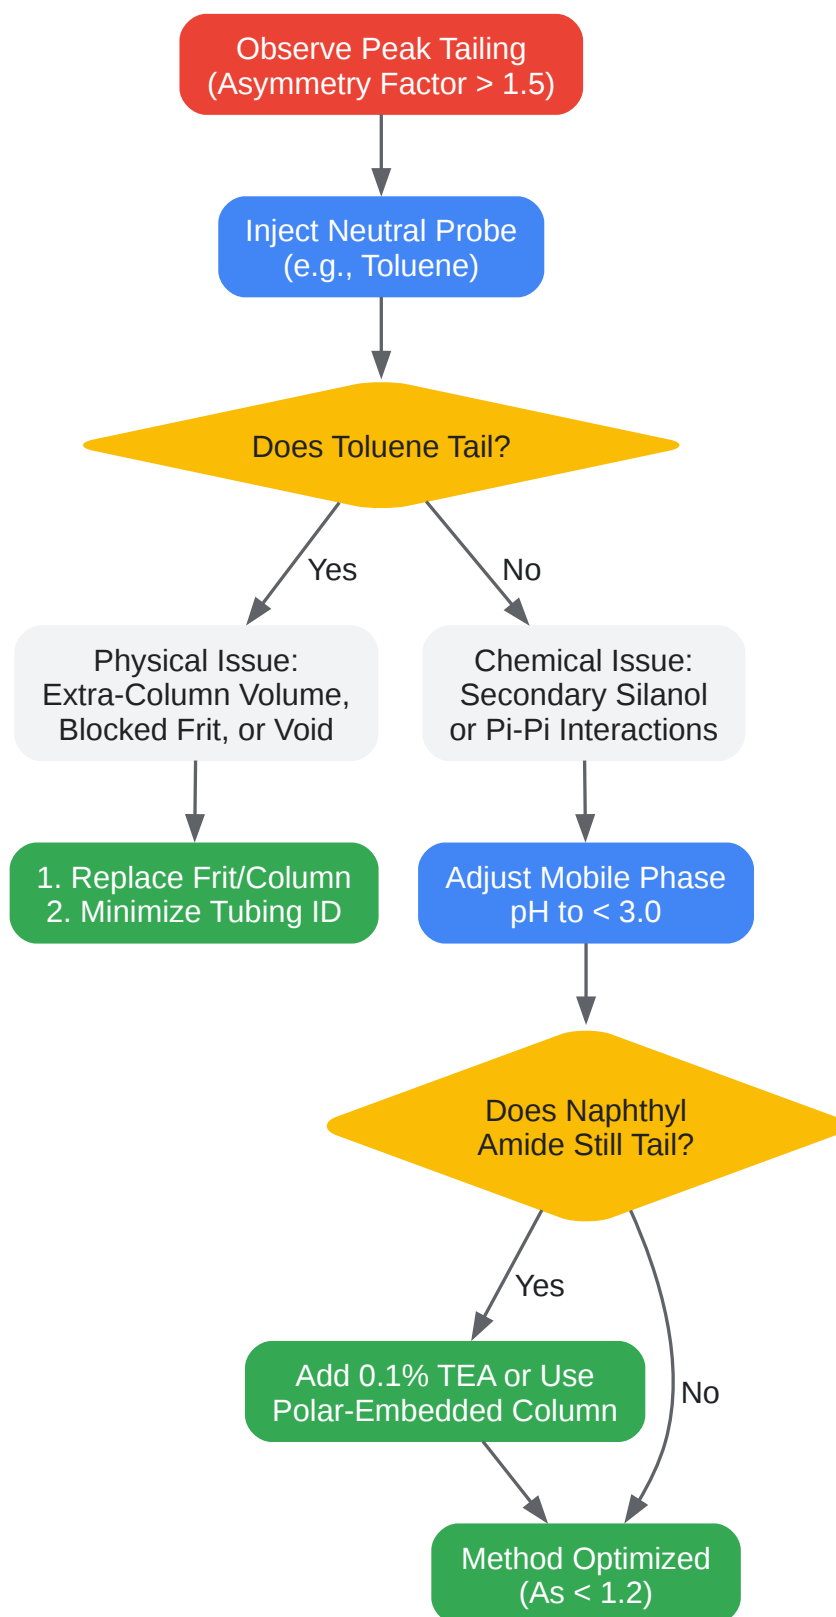 Observe Peak Tailing
(Asymmetry Factor > 1.5)
Inject Neutral Probe
(e.g., Toluene)
Does Toluene Tail?
Yes
No
Physical Issue:
Extra-Column Volume,
Blocked Frit, or Void
Chemical Issue:
Secondary Silanol
or Pi-Pi Interactions
1. Replace Frit/Column
2. Minimize Tubing ID
Adjust Mobile Phase
pH to < 3.0
Does Naphthyl
Amide Still Tail?
Yes
No
Add 0.1% TEA or Use
Polar-Embedded Column
Method Optimized
(As < 1.2)